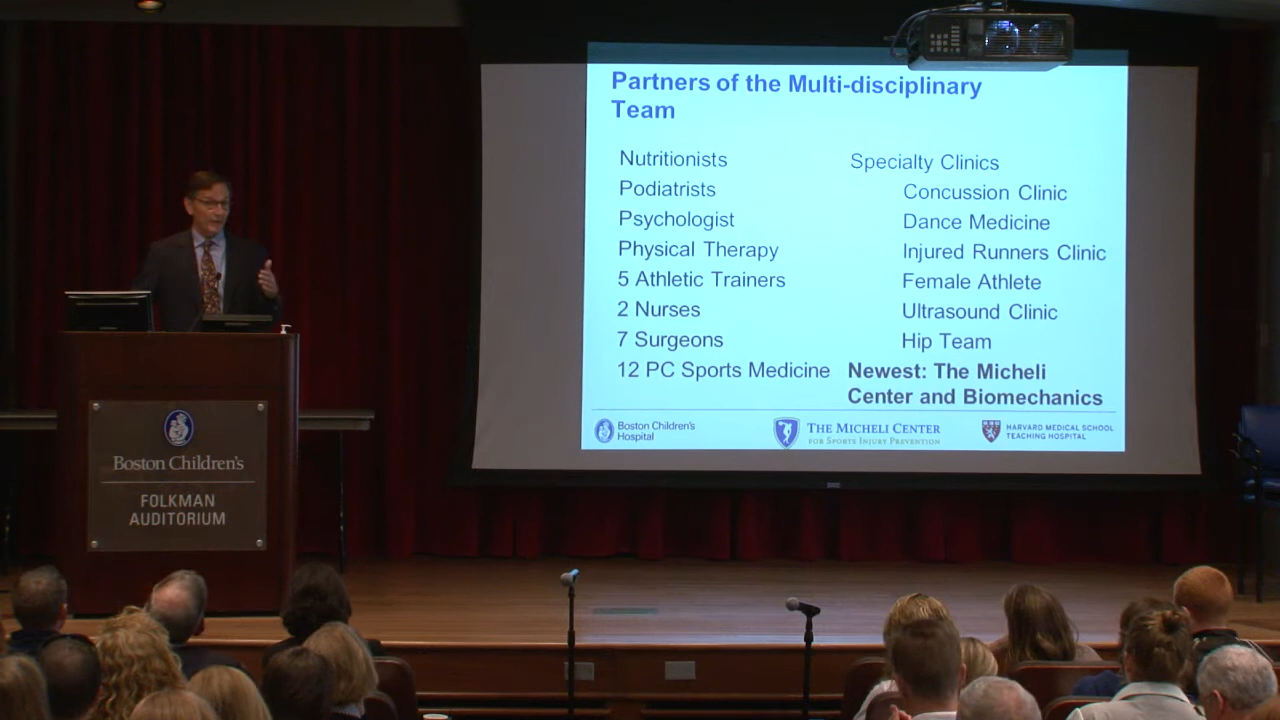 Partners of the Multi-disciplinary
Team
Nutritionists
Podiatrists
Psychologist
Physical Therapy
5 Athletic Trainers
2 Nurses
7 Surgeons
12 PC Sports Medicine
Specialty Clinics
Concussion Clinic
Dance Medicine
Injured Runners Clinic
Female Athlete
Ultrasound Clinic
Hip Team
Newest: The Micheli
Center and Biomechanics
Boston Children's
Hospital
THE MICHELI CENTER
FOR SPORTS INJURY PREVENTION
HARVARD MEDICAL SCHOOL
TEACHING HOSPITAL
Boston Children's
FOLKMAN
AUDITORIUM